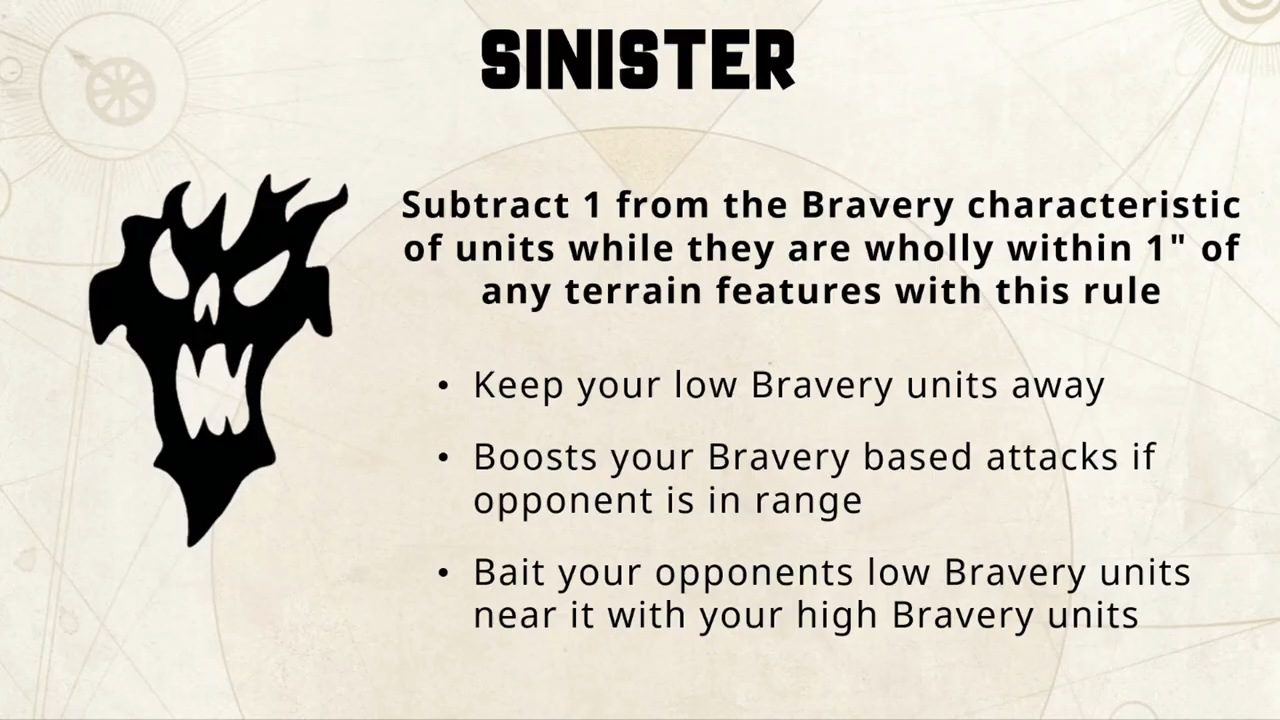 SINISTER
Subtract 1 from the Bravery characteristic
of units while they are wholly within 1" of
any terrain features with this rule
• Keep your low Bravery units away
• Boosts your Bravery based attacks if
opponent is in range
• Bait your opponents low Bravery units
near it with your high Bravery units